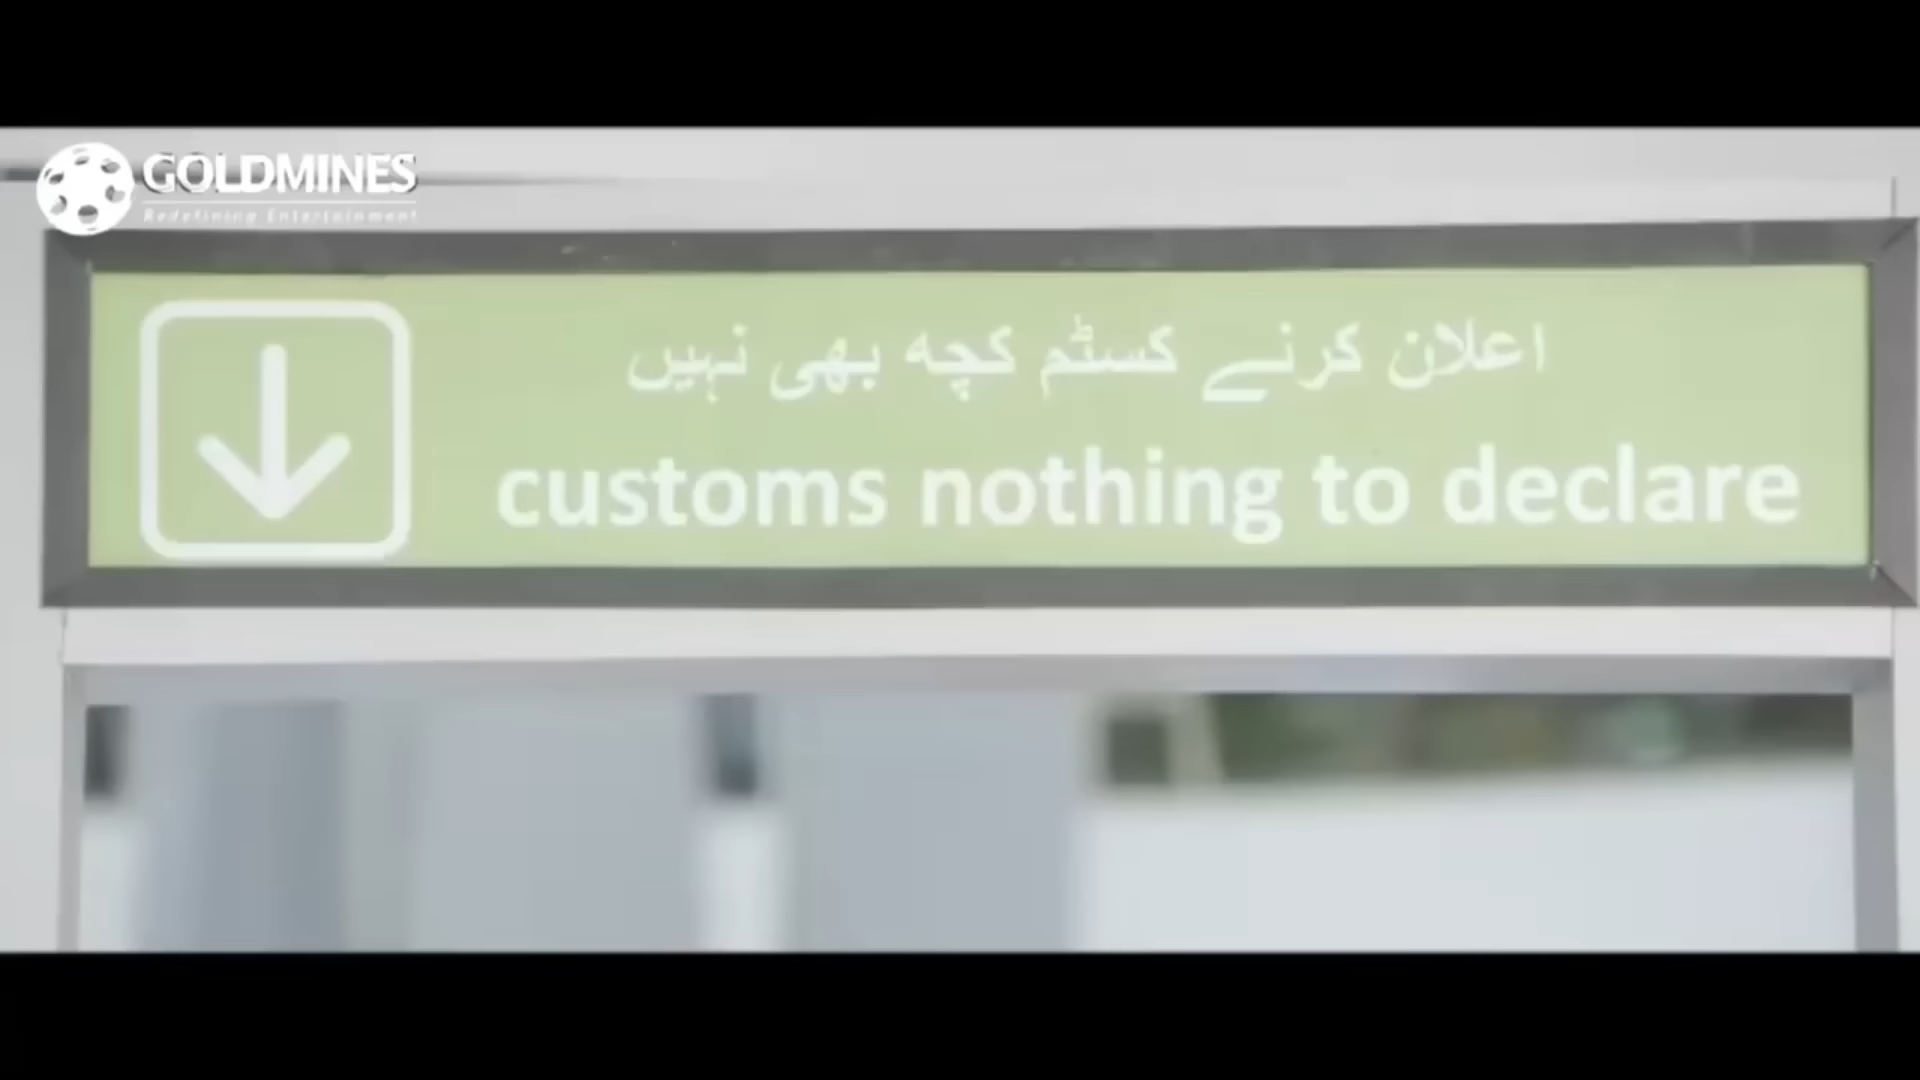 GOLDMINES
Redefining Entertainment
اعلان کرنے کسٹم کچھ بھی نہیں
customs nothing to declare